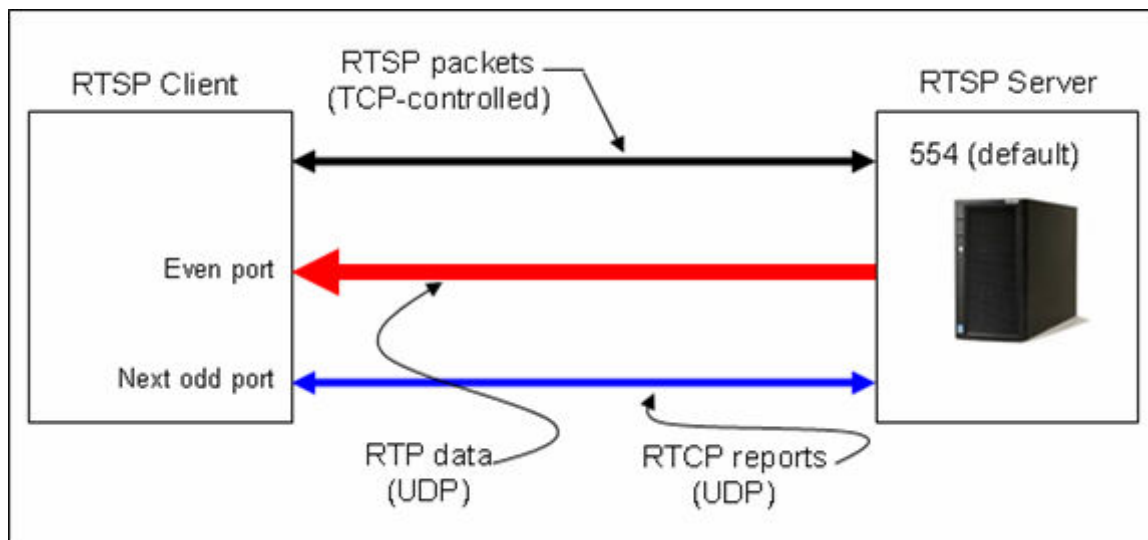 RTSP packets
(TCP-controlled)
RTSP Client
RTSP Server
554 (default)
Even port
Next odd port
RTP data
(UDP)
RTCP reports
(UDP)